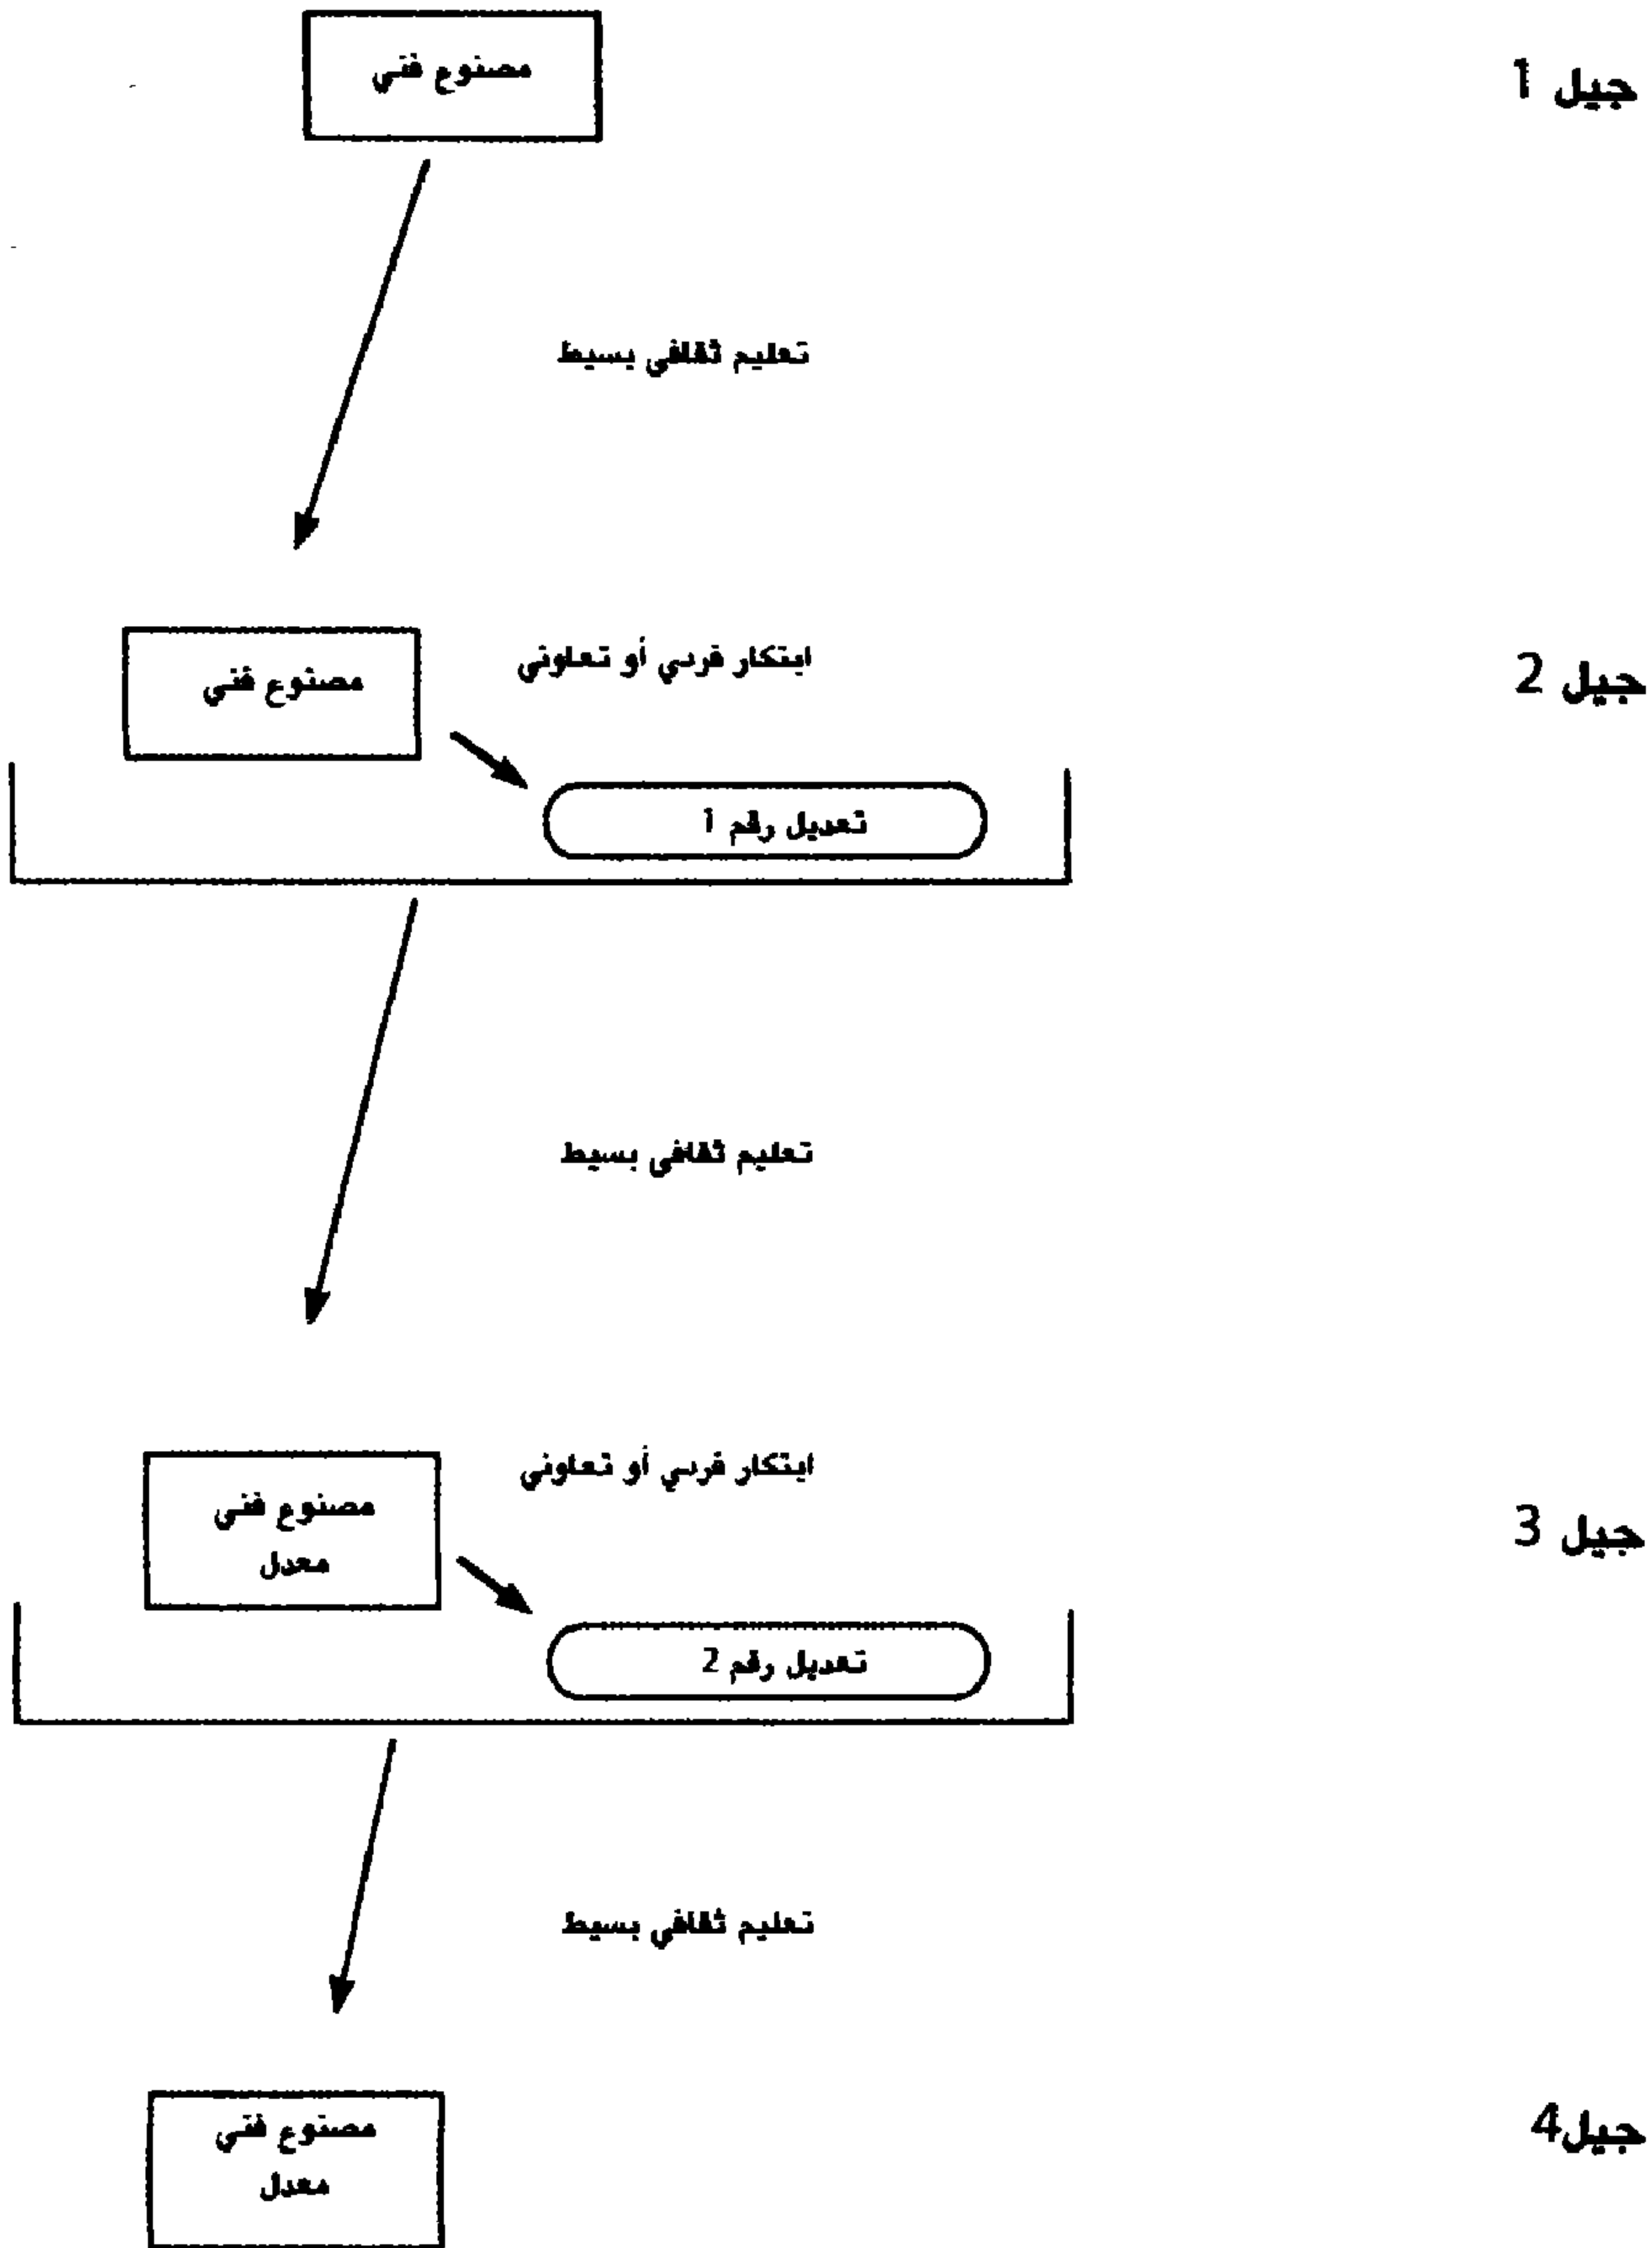 جيل 1
مصنوع فني
تعليم ثقافي بسيط
جيل 2
ابتكار فردي أو تعاوني
مصنوع فني
تعديل رقم 1
تعليم ثقافي بسيط
جيل 3
ابتكار فردي أو تعاوني
مصنوع فني
معدل
تعديل رقم 2
تعليم ثقافي بسيط
جيل4
مصنوع فني
معدل